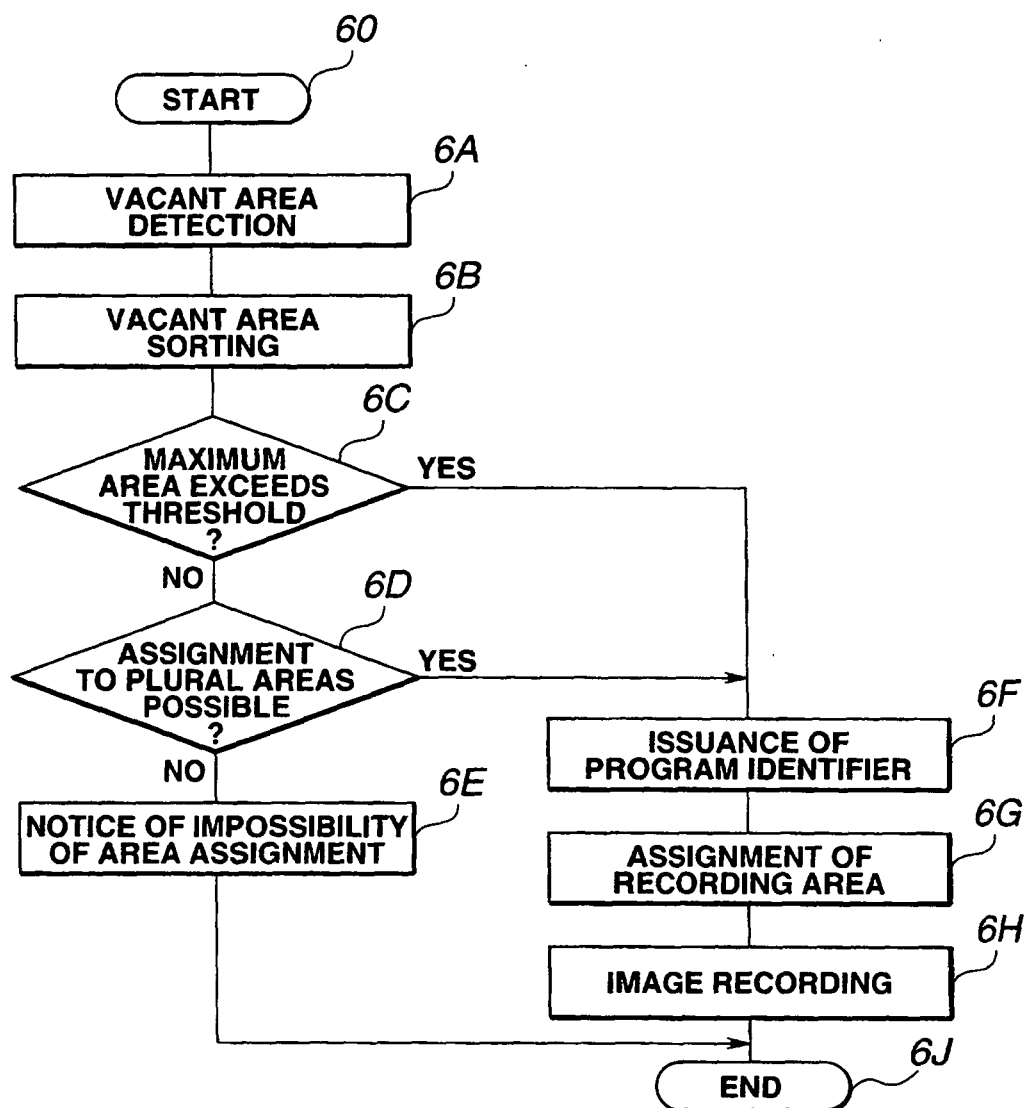 60
START
6A
VACANT AREA
DETECTION
6B
VACANT AREA
SORTING
6C
MAXIMUM
AREA EXCEEDS
THRESHOLD
?
YES
NO
6D
ASSIGNMENT
TO PLURAL AREAS
POSSIBLE
?
YES
NO
6E
NOTICE OF IMPOSSIBILITY
OF AREA ASSIGNMENT
6F
ISSUANCE OF
PROGRAM IDENTIFIER
6G
ASSIGNMENT OF
RECORDING AREA
6H
IMAGE RECORDING
6J
END